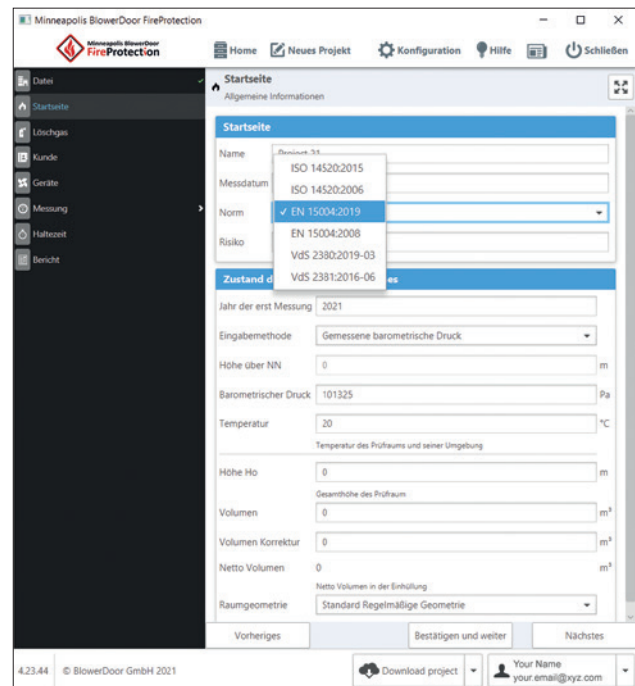 Minneapolis BlowerDoor FireProtection
Minneapolis BlowerDoor
FireProtection
Home Neues Projekt Konfiguration Hilfe Schließen
Datei
Startseite
Löschgas
Kunde
Geräte
Messung
Haltezeit
Bericht
Startseite
Allgemeine Informationen
Startseite
Name Project 21
Messdatum
Norm
Risiko
ISO 14520:2015
ISO 14520:2006
✓ EN 15004:2019
EN 15004:2008
VdS 2380:2019-03
VdS 2381:2016-06
Zustand d es
Jahr der erst Messung 2021
Eingabemethode Gemessene barometrische Druck
Höhe über NN 0 m
Barometrischer Druck 101325 Pa
Temperatur 20 °C
Temperatur des Prüfraums und seiner Umgebung
Höhe Ho 0 m
Gesamthöhe des Prüfraum
Volumen 0 m³
Volumen Korrektur 0 m³
Netto Volumen 0 m³
Netto Volumen in der Einhüllung
Raumgeometrie Standard Regelmäßige Geometrie
Vorheriges Bestätigen und weiter Nächstes
4.23.44 © BlowerDoor GmbH 2021 Download project Your Name
your.email@xyz.com